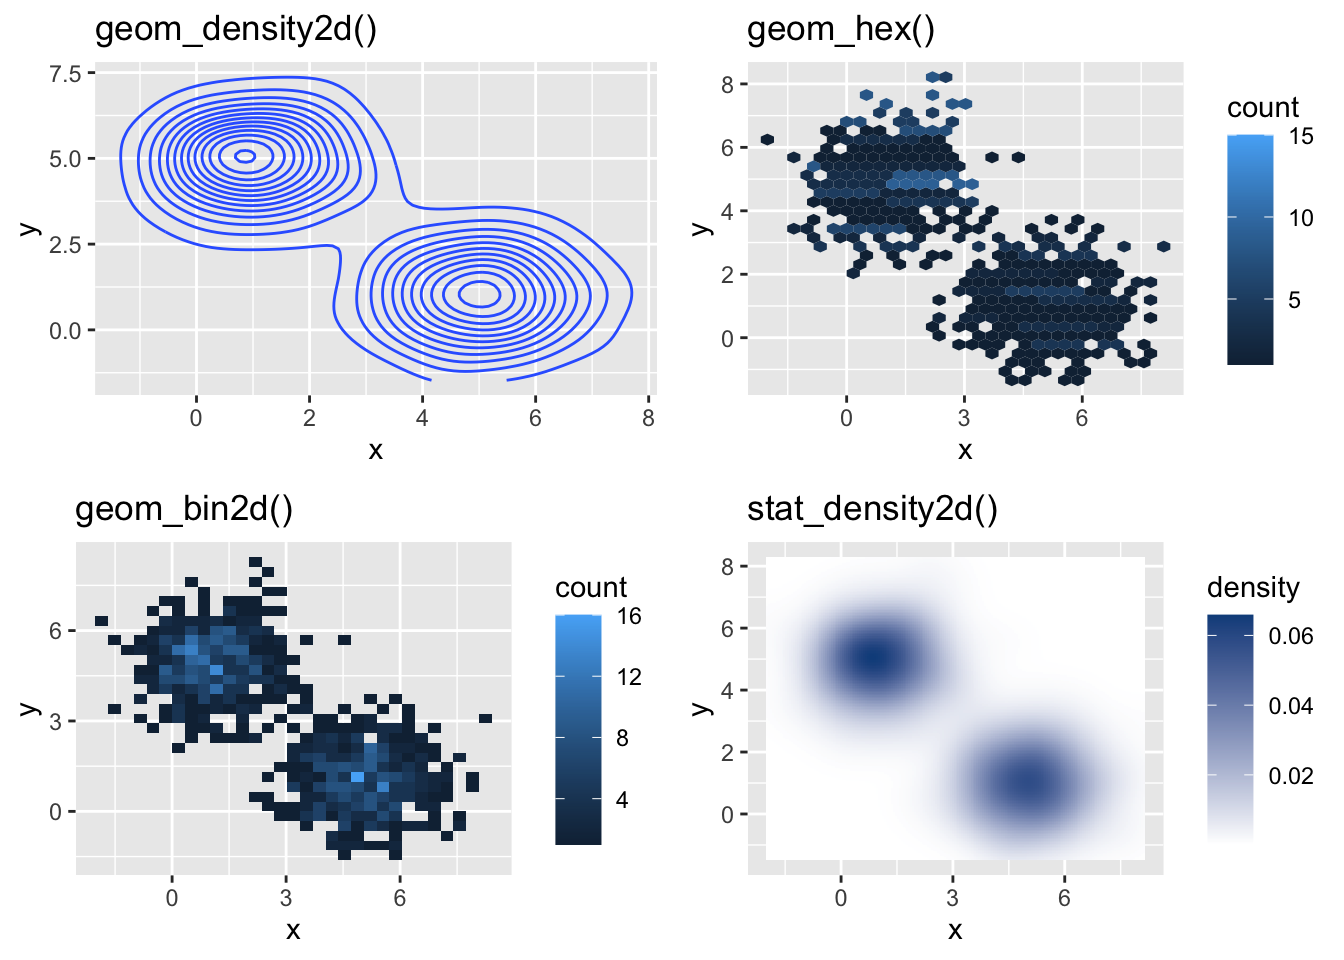 geom_density2d()
7.5
5.0
2.5
0.0
y
0 2 4 6 8
x
geom_hex()
8
6
4
2
0
y
0 3 6
x
count
15
10
5
geom_bin2d()
6
3
0
y
0 3 6
x
count
16
12
8
4
stat_density2d()
8
6
4
2
0
y
0 3 6
x
density
0.06
0.04
0.02